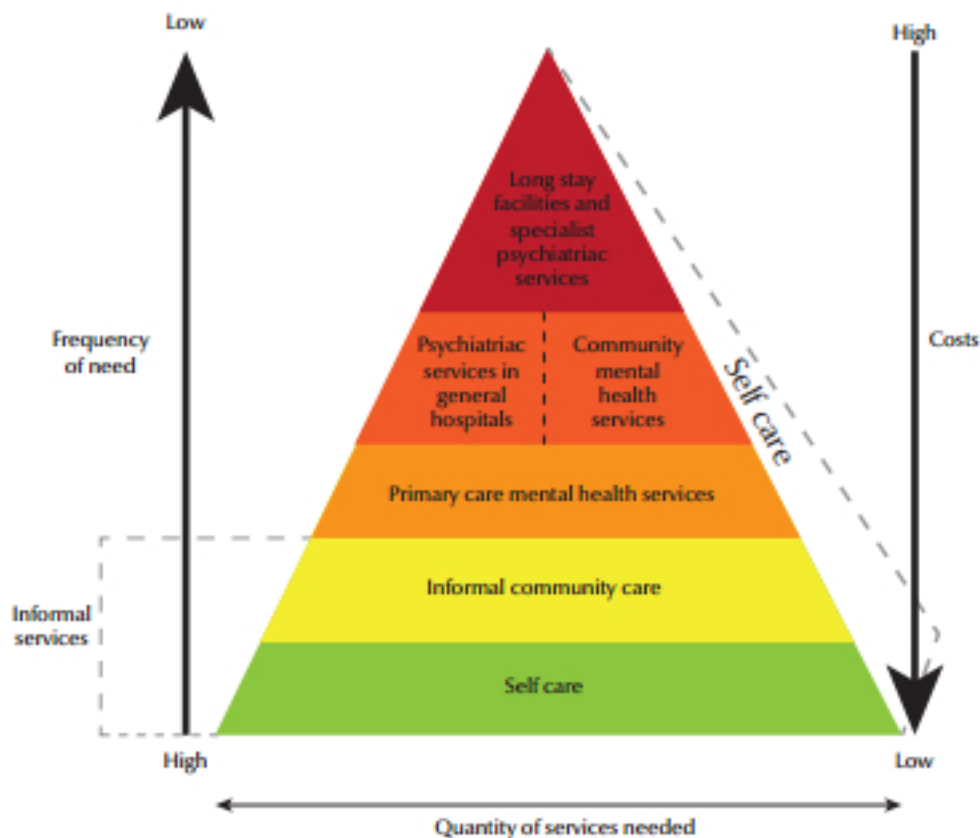 Low
High
Long stay
facilities and
specialist
psychiatriac
services
Frequency
of need
Psychiatriac
services in
general
hospitals
Community
mental
health
services
Costs
Self care
Primary care mental health services
Informal community care
Informal
services
Self care
High
Low
Quantity of services needed